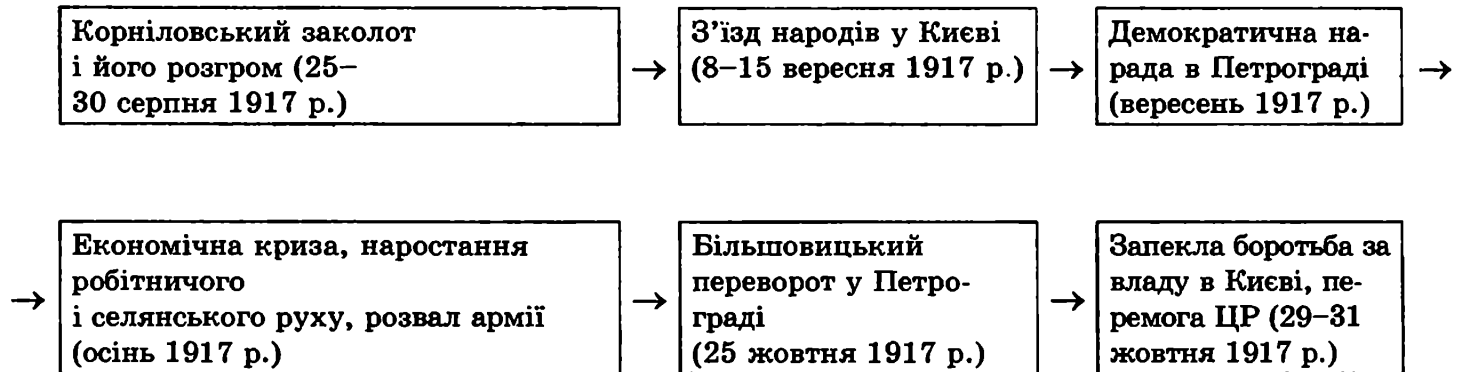 Корніловський заколот
і його розгром (25–
30 серпня 1917 р.)
→
З’їзд народів у Києві
(8–15 вересня 1917 р.)
→
Демократична на-
рада в Петрограді
(вересень 1917 р.)
→
→
Економічна криза, наростання
робітничого
і селянського руху, розвал армії
(осінь 1917 р.)
→
Більшовицький
переворот у Петро-
граді
(25 жовтня 1917 р.)
→
Запекла боротьба за
владу в Києві, пе-
ремога ЦР (29–31
жовтня 1917 р.)